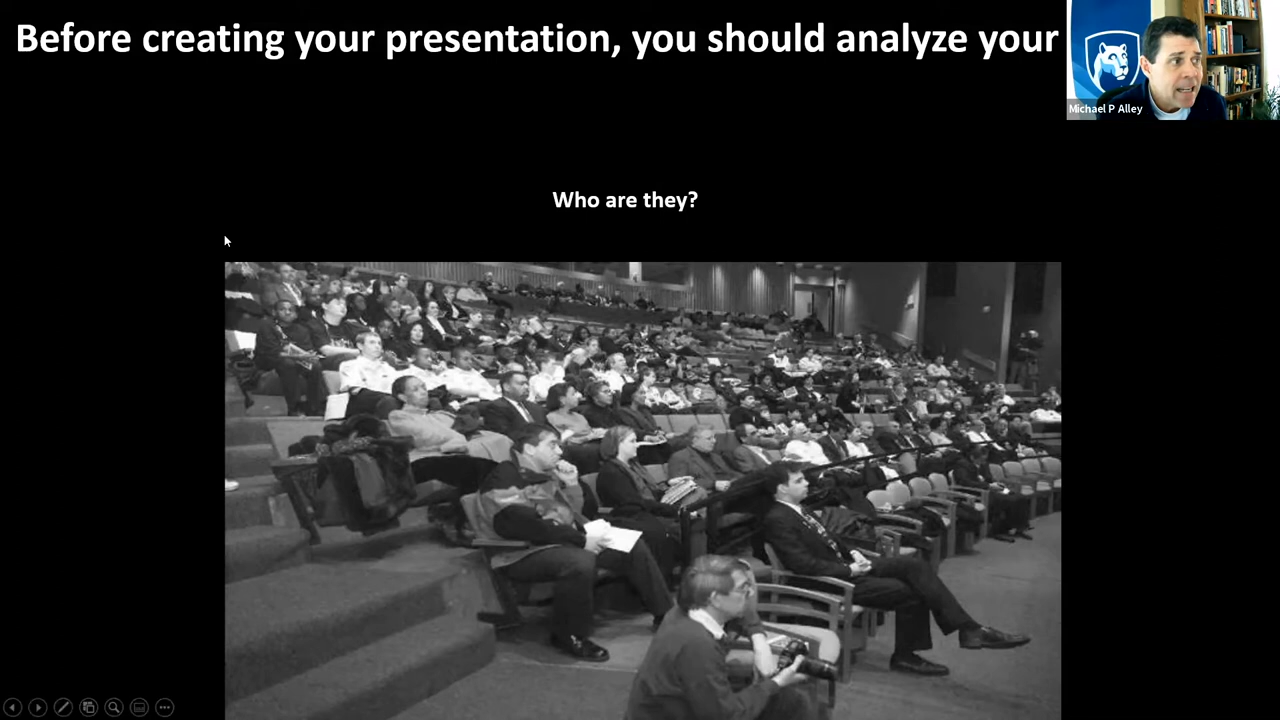 Before creating your presentation, you should analyze your
Michael P Alley
Who are they?